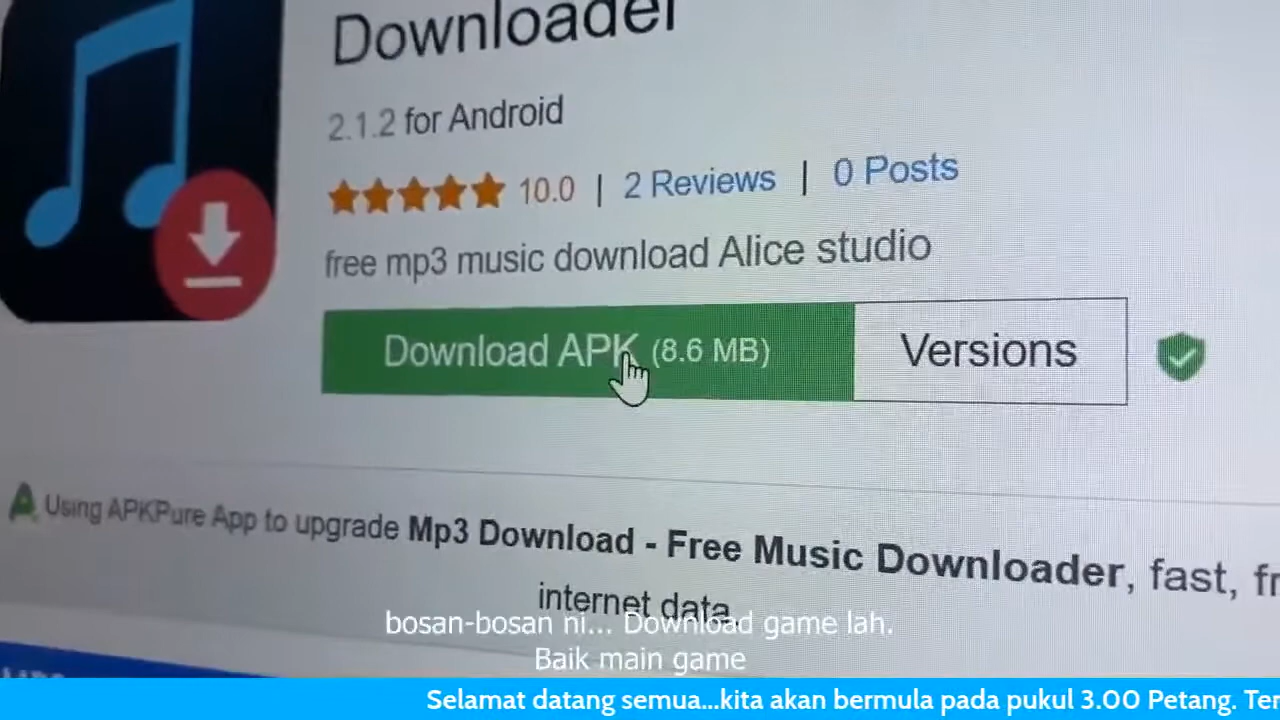 Downloader
2.1.2 for Android
10.0 | 2 Reviews | 0 Posts
free mp3 music download Alice studio
Download APK (8.6 MB)
Versions
Using APKPure App to upgrade Mp3 Download - Free Music Downloader, fast,
internet data.
bosan-bosan ni... Download game lah.
Baik main game
Selamat datang semua...kita akan bermula pada pukul 3.00 Petang.